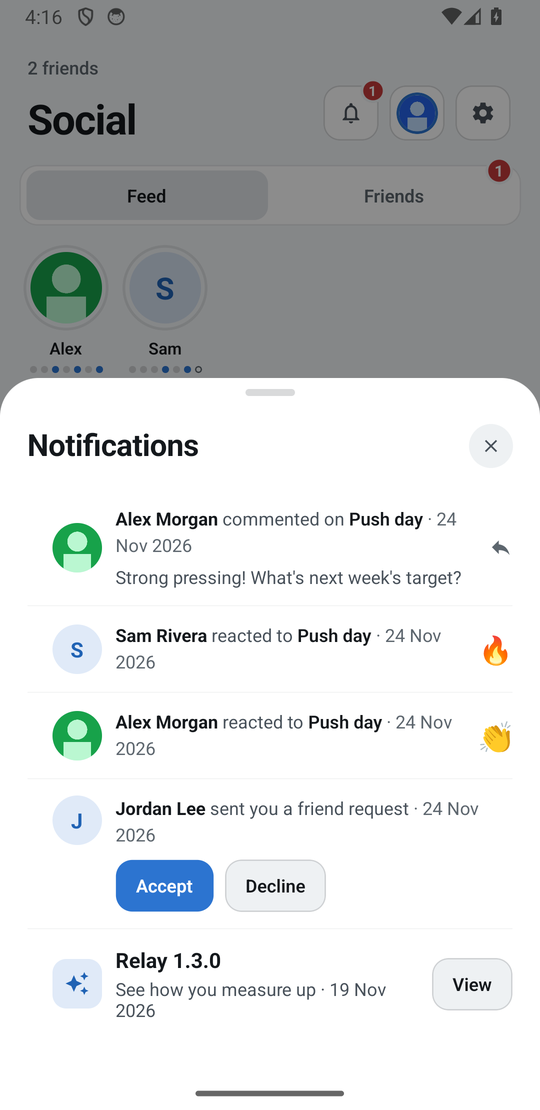 4:16
2 friends
Social
1
Feed
Friends
1
S
Alex
Sam
Notifications
Alex Morgan commented on Push day · 24
Nov 2026
Strong pressing! What's next week's target?
S
Sam Rivera reacted to Push day · 24 Nov
2026
Alex Morgan reacted to Push day · 24 Nov
2026
J
Jordan Lee sent you a friend request · 24 Nov
2026
Accept
Decline
Relay 1.3.0
See how you measure up · 19 Nov
2026
View